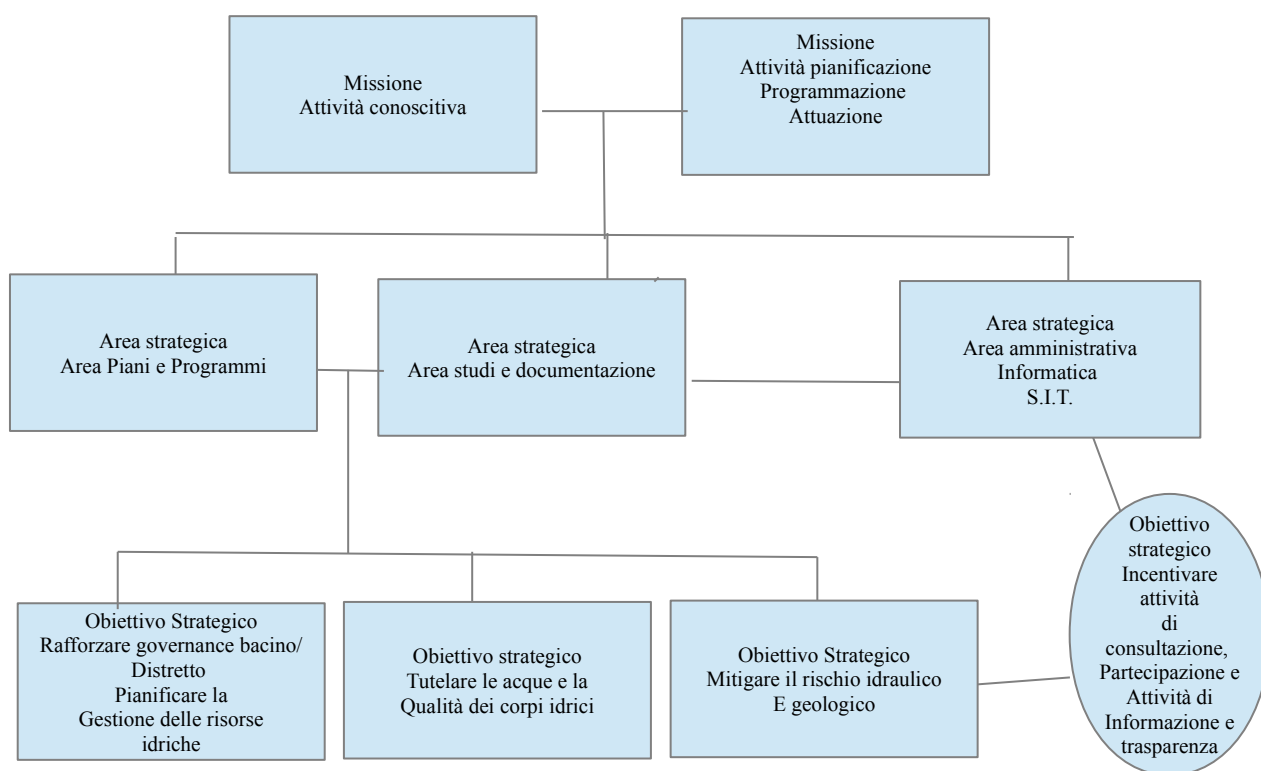 Missione
Attività conoscitiva
Missione
Attività pianificazione
Programmazione
Attuazione
Area strategica
Area Piani e Programmi
Area strategica
Area studi e documentazione
Area strategica
Area amministrativa
Informatica
S.I.T.
Obiettivo Strategico
Rafforzare governance bacino/
Distretto
Pianificare la
Gestione delle risorse
idriche
Obiettivo strategico
Tutelare le acque e la
Qualità dei corpi idrici
Obiettivo Strategico
Mitigare il rischio idraulico
E geologico
Obiettivo
strategico
Incentivare
attività
di
consultazione,
Partecipazione e
Attività di
Informazione e
trasparenza